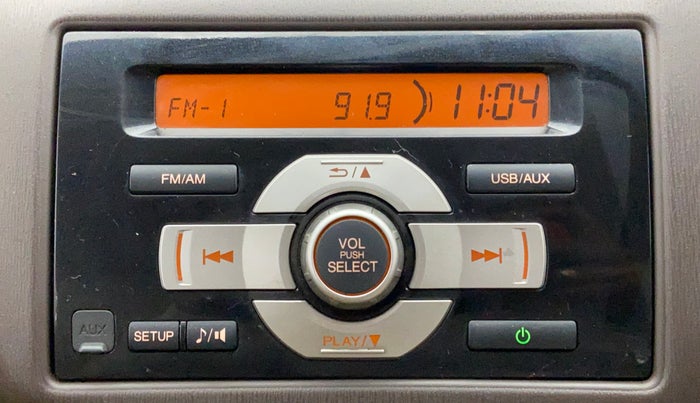 FM-1 91.9 11:04
FM/AM USB/AUX
VOL
PUSH
SELECT
AUX SETUP
PLAY/